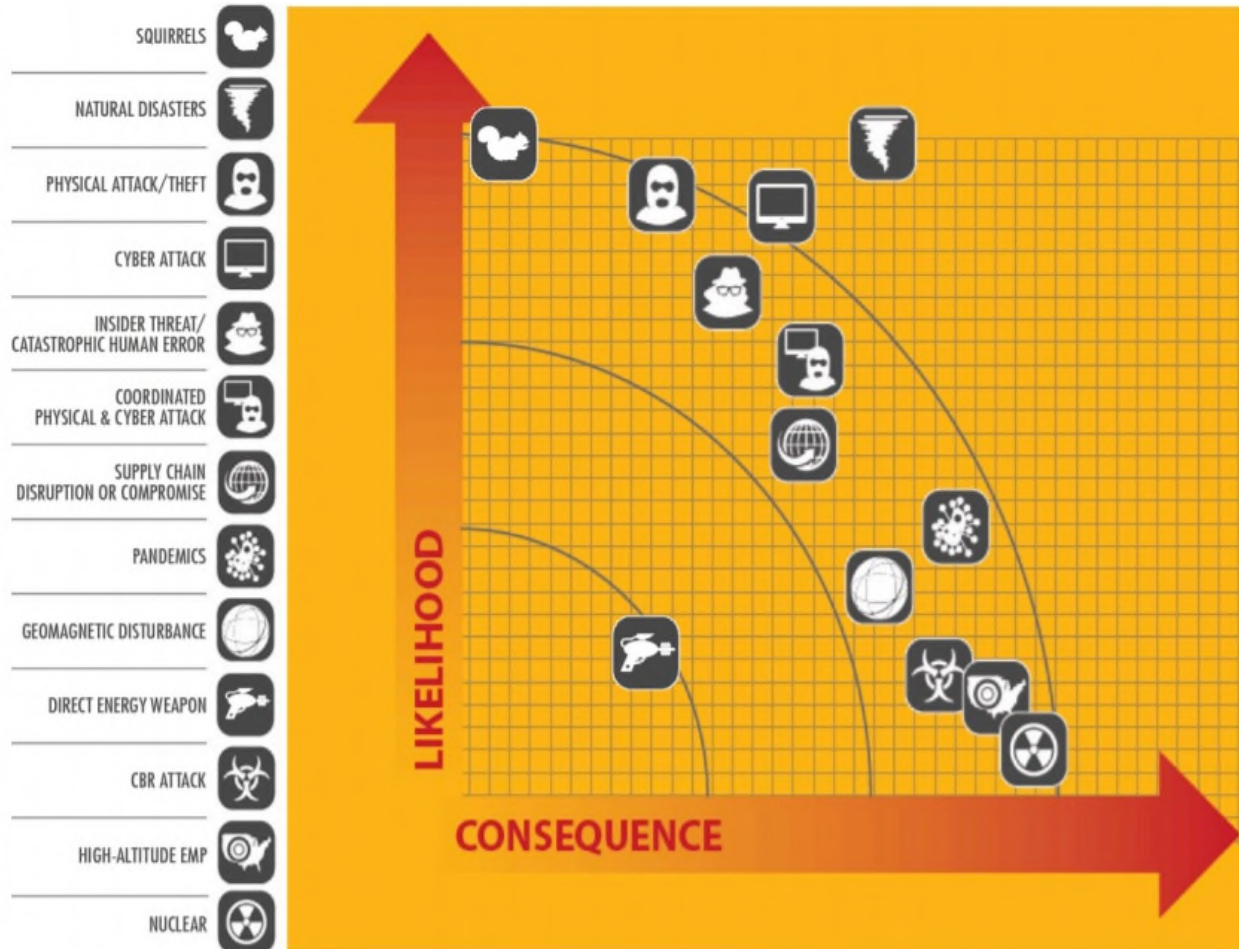 SQUIRRELS
NATURAL DISASTERS
PHYSICAL ATTACK/THEFT
CYBER ATTACK
INSIDER THREAT/
CATASTROPHIC HUMAN ERROR
COORDINATED
PHYSICAL & CYBER ATTACK
SUPPLY CHAIN
DISRUPTION OR COMPROMISE
PANDEMICS
GEOMAGNETIC DISTURBANCE
DIRECT ENERGY WEAPON
CBR ATTACK
HIGH-ALTITUDE EMP
NUCLEAR
LIKELIHOOD
CONSEQUENCE